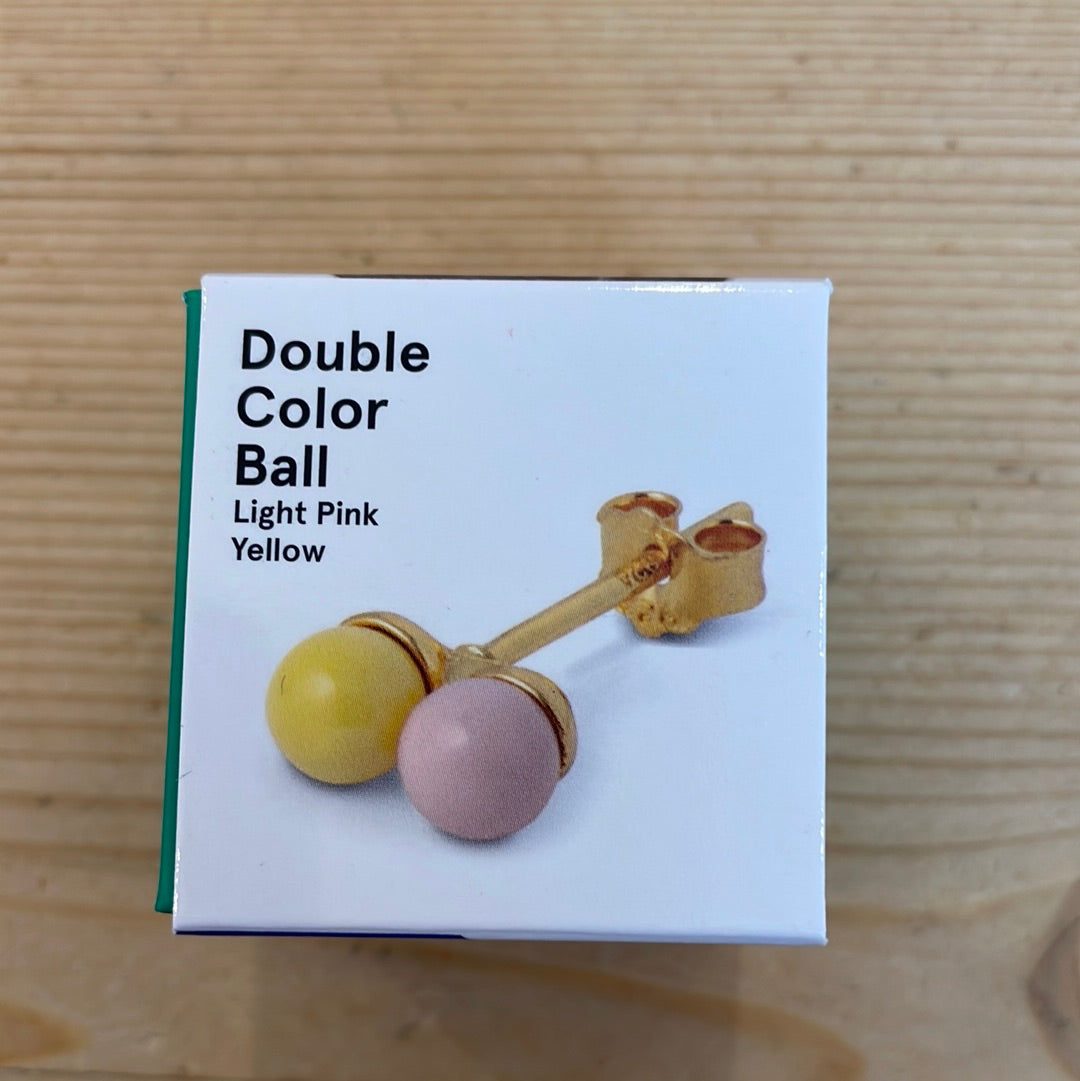 Double
Color
Ball
Light Pink
Yellow